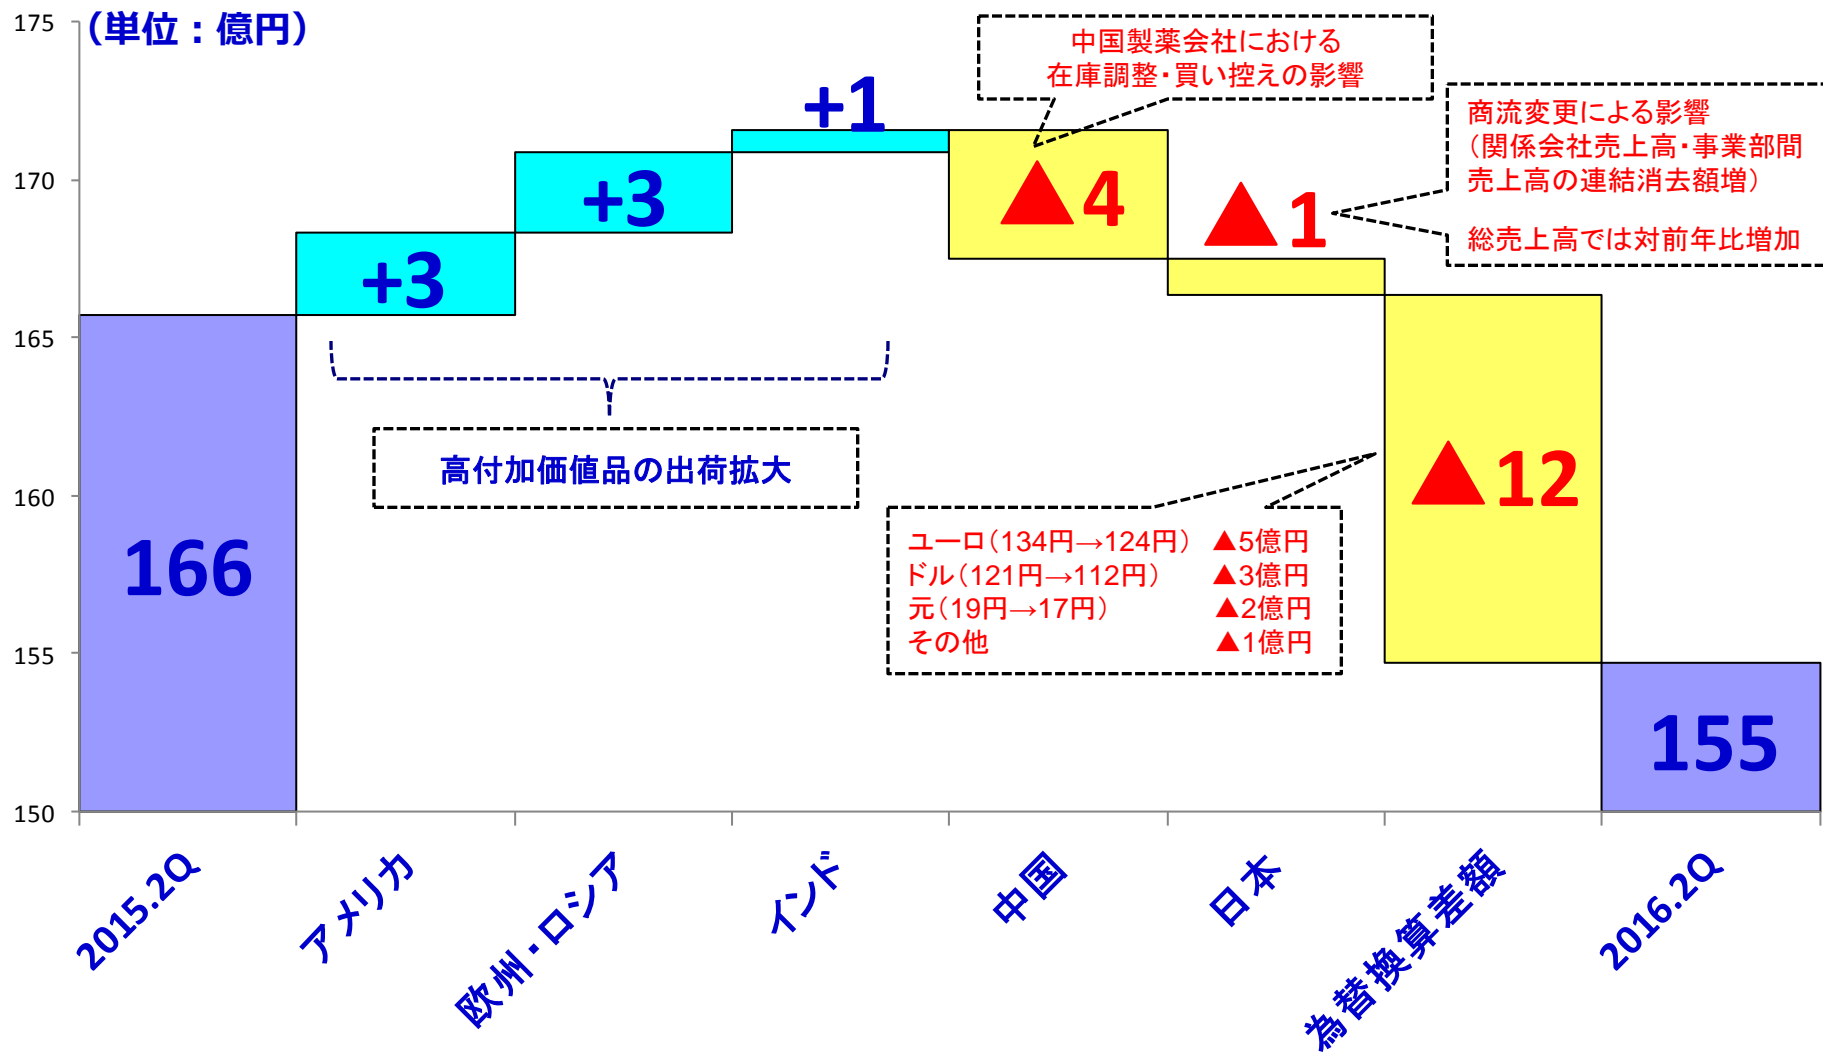 175
（単位：億円）
170
165
160
155
150
166
+3
+3
+1
▲4
▲1
▲12
155
中国製薬会社における
在庫調整・買い控えの影響
商流変更による影響
（関係会社売上高・事業部間
売上高の連結消去額増）
総売上高では対前年比増加
高付加価値品の出荷拡大
ユーロ（134円→124円） ▲5億円
ドル（121円→112円） ▲3億円
元（19円→17円） ▲2億円
その他 ▲1億円
2015.2Q
アメリカ
欧州・ロシア
インド
中国
日本
為替換算差額
2016.2Q